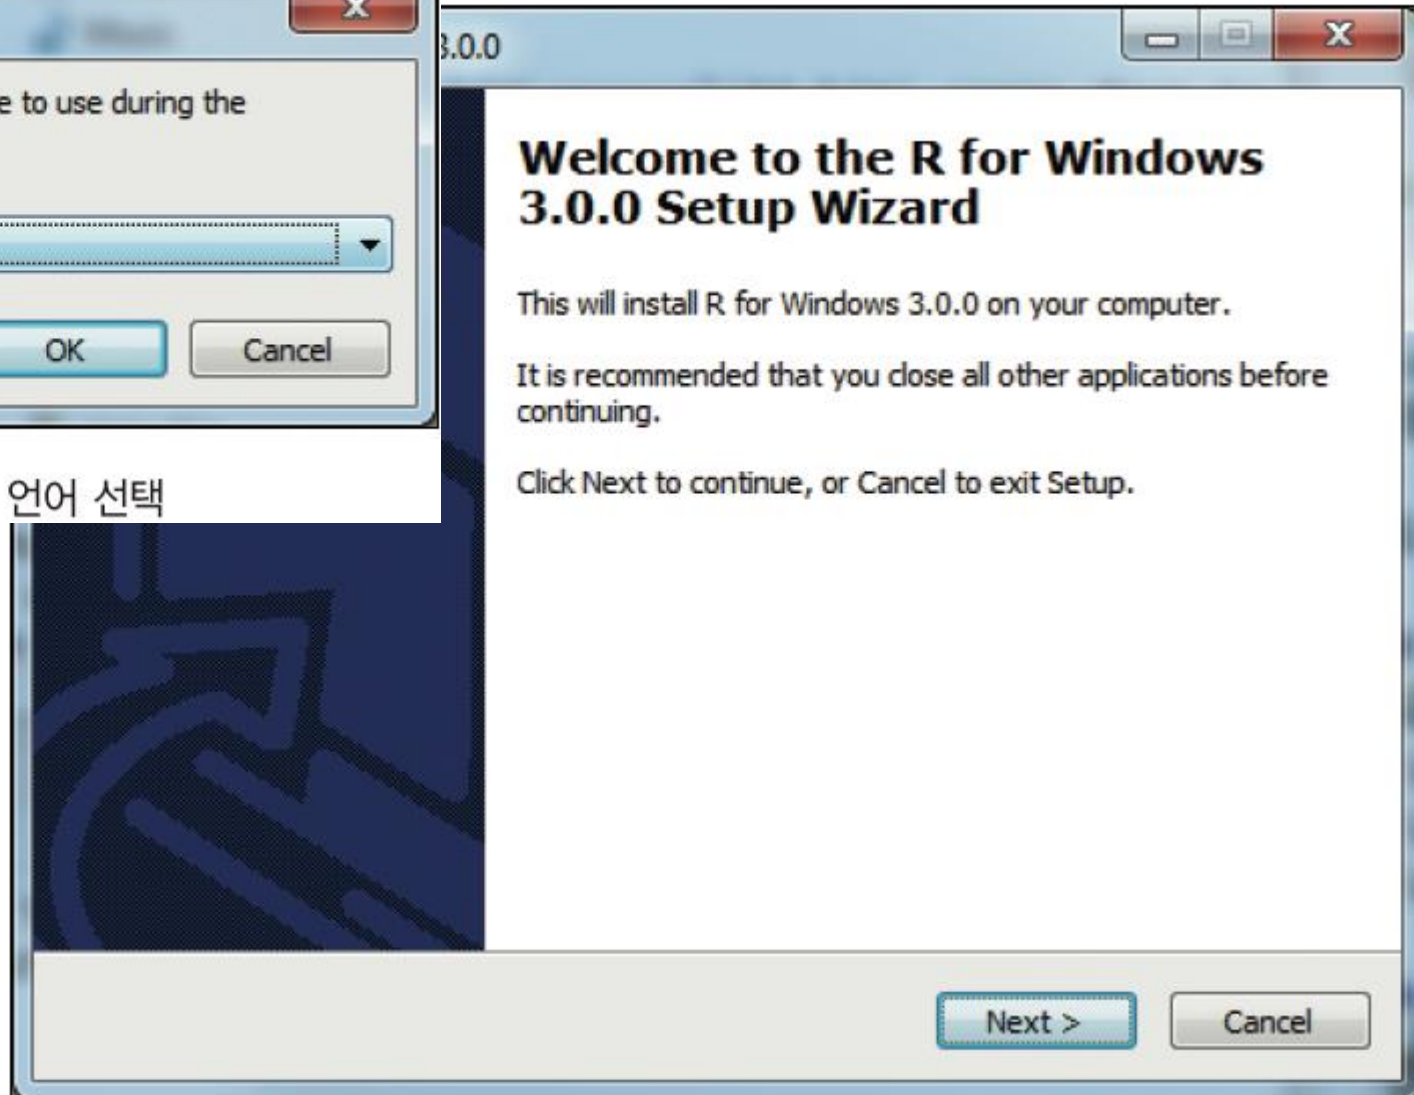 3.0.0
e to use during the
OK
Cancel
언어 선택
Welcome to the R for Windows
3.0.0 Setup Wizard
This will install R for Windows 3.0.0 on your computer.
It is recommended that you close all other applications before
continuing.
Click Next to continue, or Cancel to exit Setup.
Next >
Cancel